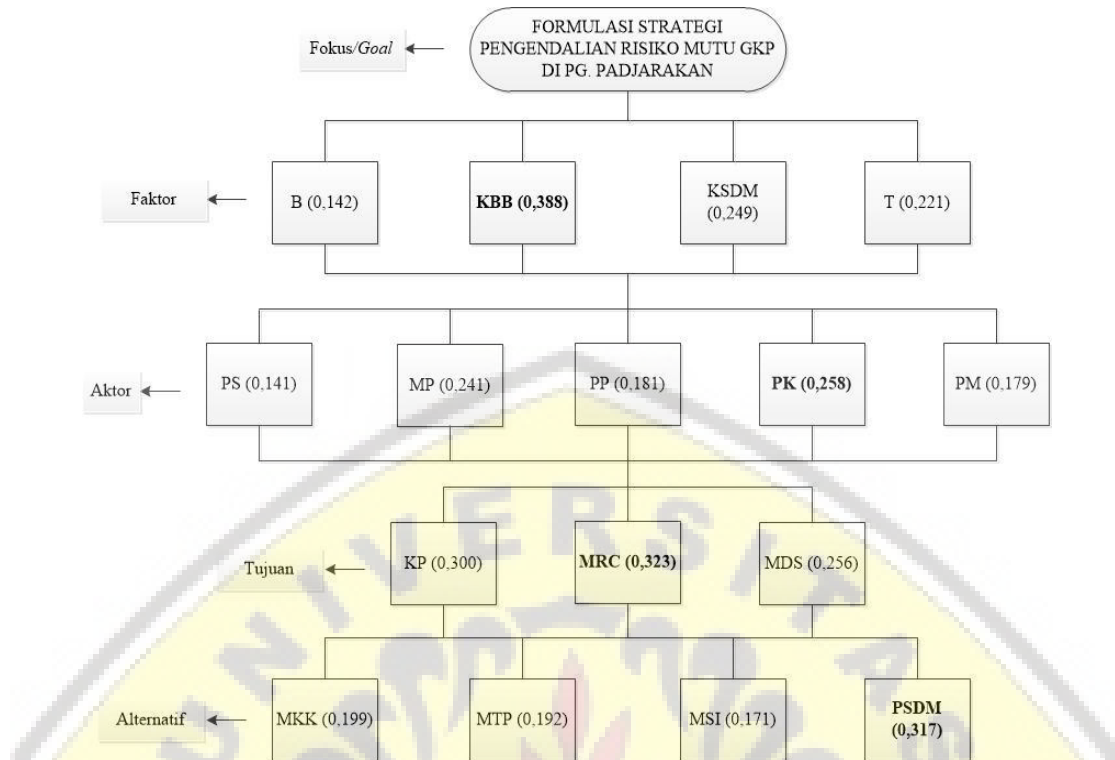 FORMULASI STRATEGI
PENGENDALIAN RISIKO MUTU GKP
DI PG. PADJARAKAN
Fokus/Goal
Faktor
B (0,142)
KBB (0,388)
KSDM
(0,249)
T (0,221)
Aktor
PS (0,141)
MP (0,241)
PP (0,181)
PK (0,258)
PM (0,179)
Tujuan
KP (0,300)
MRC (0,323)
MDS (0,256)
Alternatif
MKK (0,199)
MTP (0,192)
MSI (0,171)
PSDM
(0,317)
UNIVERSITAS